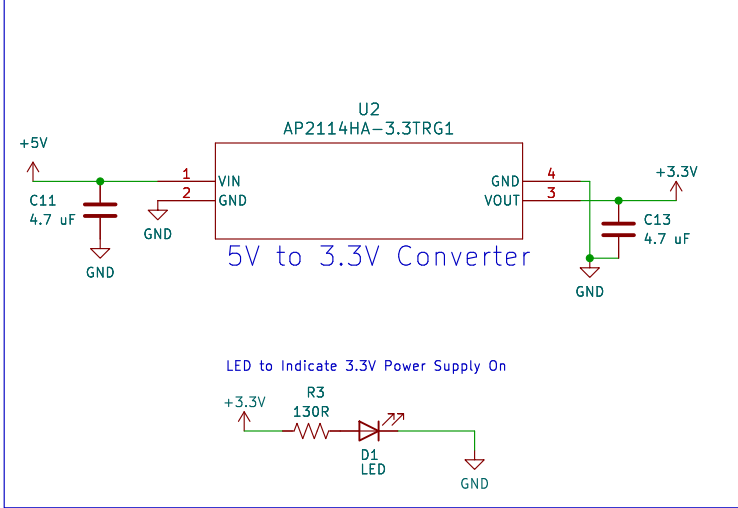 U2
AP2114HA-3.3TRG1
+5V
1 VIN
2 GND
GND 4
VOUT 3
+3.3V
C11
4.7 uF
GND
GND
C13
4.7 uF
GND
5V to 3.3V Converter
LED to Indicate 3.3V Power Supply On
+3.3V
R3
130R
D1
LED
GND